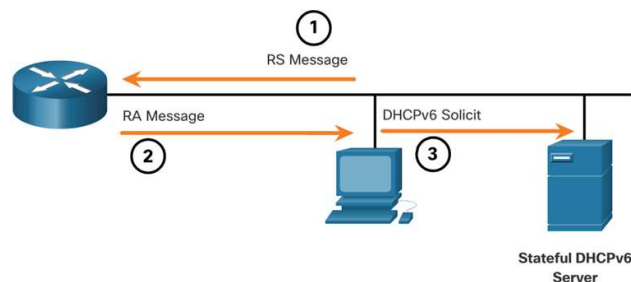 1
RS Message
RA Message
2
DHCPv6 Solicit
3
Stateful DHCPv6
Server